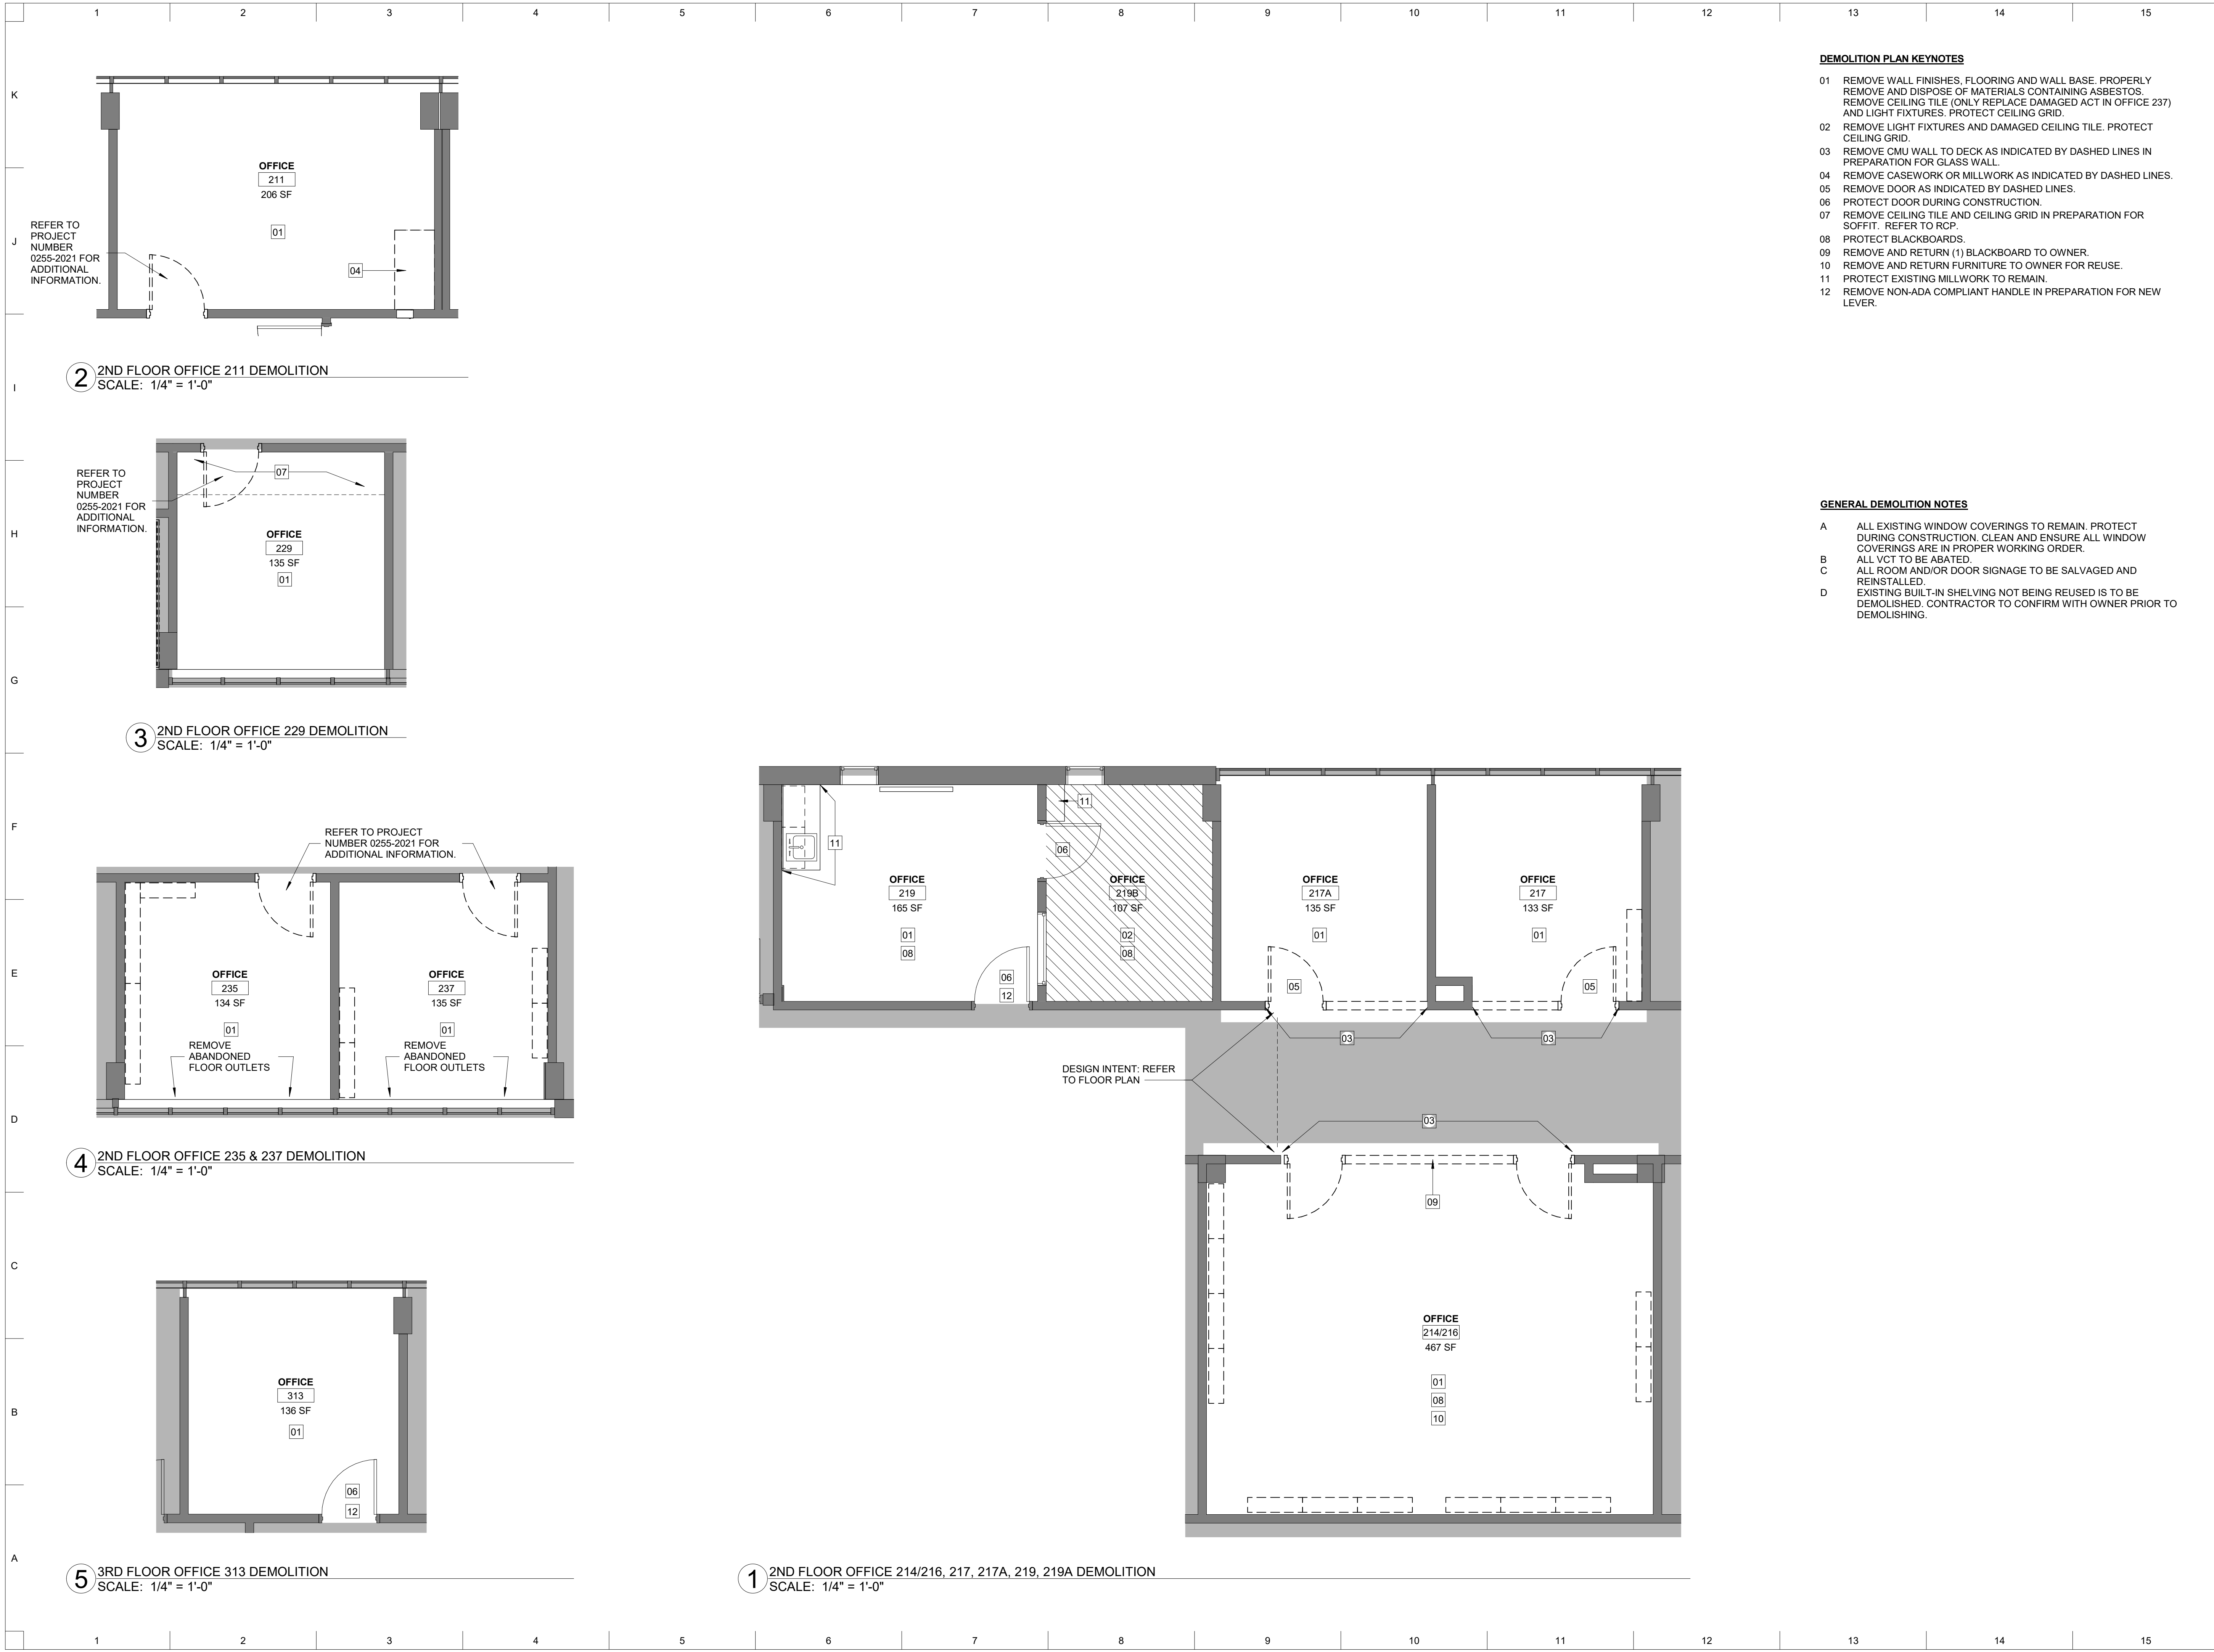 1 2 3 4 5 6 7 8 9 10 11 12 13 14 15
K
J
I
H
G
F
E
D
C
B
A
OFFICE
211
206 SF
01
04
REFER TO
PROJECT
NUMBER
0255-2021 FOR
ADDITIONAL
INFORMATION.
2 2ND FLOOR OFFICE 211 DEMOLITION
SCALE: 1/4" = 1'-0"
07
REFER TO
PROJECT
NUMBER
0255-2021 FOR
ADDITIONAL
INFORMATION.
OFFICE
229
135 SF
01
3 2ND FLOOR OFFICE 229 DEMOLITION
SCALE: 1/4" = 1'-0"
REFER TO PROJECT
NUMBER 0255-2021 FOR
ADDITIONAL INFORMATION.
OFFICE
235
134 SF
01
REMOVE
ABANDONED
FLOOR OUTLETS
OFFICE
237
135 SF
01
REMOVE
ABANDONED
FLOOR OUTLETS
4 2ND FLOOR OFFICE 235 & 237 DEMOLITION
SCALE: 1/4" = 1'-0"
OFFICE
313
136 SF
01
06
12
5 3RD FLOOR OFFICE 313 DEMOLITION
SCALE: 1/4" = 1'-0"
11
OFFICE
219
165 SF
01
08
06
12
11
06
OFFICE
219B
107 SF
02
08
OFFICE
217A
135 SF
01
05
OFFICE
217
133 SF
01
05
03
03
DESIGN INTENT: REFER
TO FLOOR PLAN
03
09
OFFICE
214/216
467 SF
01
08
10
1 2ND FLOOR OFFICE 214/216, 217, 217A, 219, 219A DEMOLITION
SCALE: 1/4" = 1'-0"
DEMOLITION PLAN KEYNOTES
01 REMOVE WALL FINISHES, FLOORING AND WALL BASE. PROPERLY
REMOVE AND DISPOSE OF MATERIALS CONTAINING ASBESTOS.
REMOVE CEILING TILE (ONLY REPLACE DAMAGED ACT IN OFFICE 237)
AND LIGHT FIXTURES. PROTECT CEILING GRID.
02 REMOVE LIGHT FIXTURES AND DAMAGED CEILING TILE. PROTECT
CEILING GRID.
03 REMOVE CMU WALL TO DECK AS INDICATED BY DASHED LINES IN
PREPARATION FOR GLASS WALL.
04 REMOVE CASEWORK OR MILLWORK AS INDICATED BY DASHED LINES.
05 REMOVE DOOR AS INDICATED BY DASHED LINES.
06 PROTECT DOOR DURING CONSTRUCTION.
07 REMOVE CEILING TILE AND CEILING GRID IN PREPARATION FOR
SOFFIT. REFER TO RCP.
08 PROTECT BLACKBOARDS.
09 REMOVE AND RETURN (1) BLACKBOARD TO OWNER.
10 REMOVE AND RETURN FURNITURE TO OWNER FOR REUSE.
11 PROTECT EXISTING MILLWORK TO REMAIN.
12 REMOVE NON-ADA COMPLIANT HANDLE IN PREPARATION FOR NEW
LEVER.
GENERAL DEMOLITION NOTES
A ALL EXISTING WINDOW COVERINGS TO REMAIN. PROTECT
DURING CONSTRUCTION. CLEAN AND ENSURE ALL WINDOW
COVERINGS ARE IN PROPER WORKING ORDER.
B ALL VCT TO BE ABATED.
C ALL ROOM AND/OR DOOR SIGNAGE TO BE SALVAGED AND
REINSTALLED.
D EXISTING BUILT-IN SHELVING NOT BEING REUSED IS TO BE
DEMOLISHED. CONTRACTOR TO CONFIRM WITH OWNER PRIOR TO
DEMOLISHING.
1 2 3 4 5 6 7 8 9 10 11 12 13 14 15